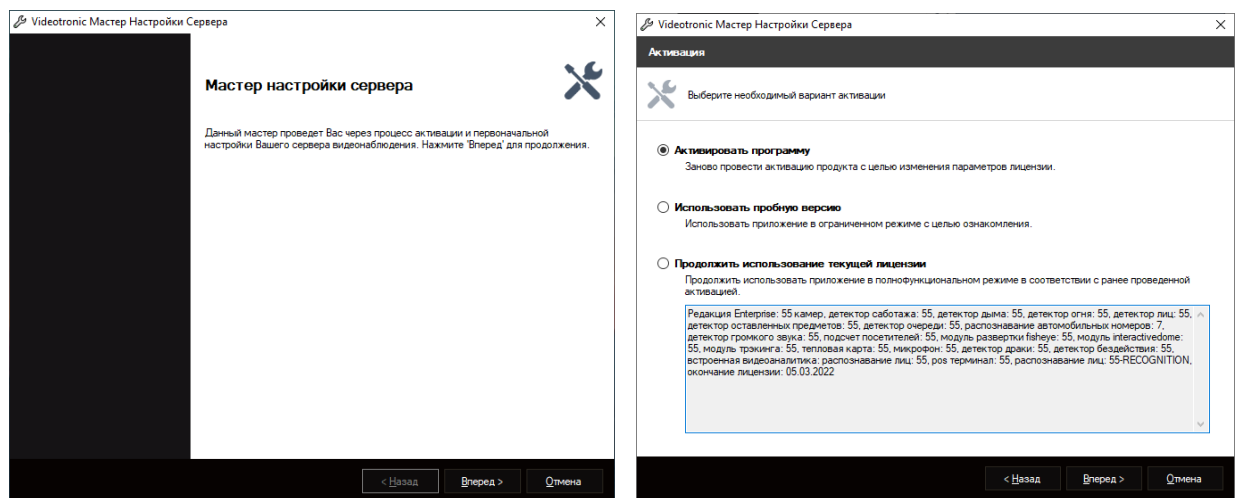 Videotronic Мастер Настройки Сервера
Мастер настройки сервера
Данный мастер проведет Вас через процесс активации и первоначальной
настройки Вашего сервера видеонаблюдения. Нажмите 'Вперед' для продолжения.
< Назад
Вперед >
Отмена
Videotronic Мастер Настройки Сервера
Активация
Выберите необходимый вариант активации
Активировать программу
Заново провести активацию продукта с целью изменения параметров лицензии.
Использовать пробную версию
Использовать приложение в ограниченном режиме с целью ознакомления.
Продолжить использование текущей лицензии
Продолжить использовать приложение в полнофункциональном режиме в соответствии с ранее проведенной
активацией.
Редакция Enterprise: 55 камер, детектор саботажа: 55, детектор дыма: 55, детектор огня: 55, детектор лиц: 55,
детектор оставленных предметов: 55, детектор очереди: 55, распознавание автомобильных номеров: 7,
детектор громкого звука: 55, подсчет посетителей: 55, модуль развертки fisheye: 55, модуль interactivedome:
55, модуль трэкинга: 55, тепловая карта: 55, микрофон: 55, детектор драки: 55, детектор бездействия: 55,
встроенная видеоаналитика: распознавание лиц: 55, pos терминал: 55, распознавание лиц: 55-RECOGNITION,
окончание лицензии: 05.03.2022
< Назад
Вперед >
Отмена